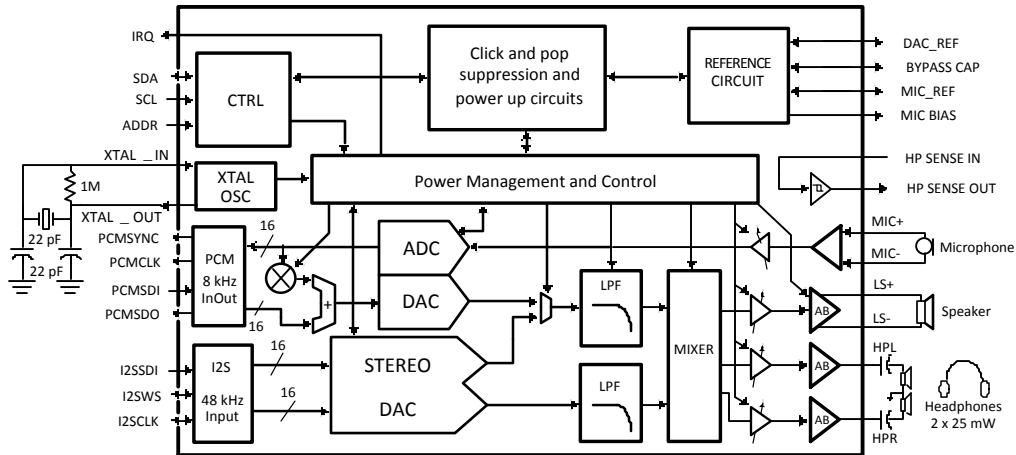 IRQ
SDA
SCL
ADDR
XTAL _ IN
1M
XTAL _ OUT
22 pF
22 pF
PCMSYNC
PCMCLK
PCMSDI
PCMSDO
I2SSDI
I2SWS
I2SCLK
CTRL
XTAL
OSC
PCM
8 kHz
InOut
I2S
48 kHz
Input
Click and pop
suppression and
power up circuits
REFERENCE
CIRCUIT
Power Management and Control
16
16
16
16
+
ADC
DAC
STEREO
DAC
LPF
LPF
MIXER
AB
AB
AB
DAC_REF
BYPASS CAP
MIC_REF
MIC BIAS
HP SENSE IN
HP SENSE OUT
MIC+
MIC-
Microphone
LS+
LS-
Speaker
HPL
HPR
Headphones
2 x 25 mW